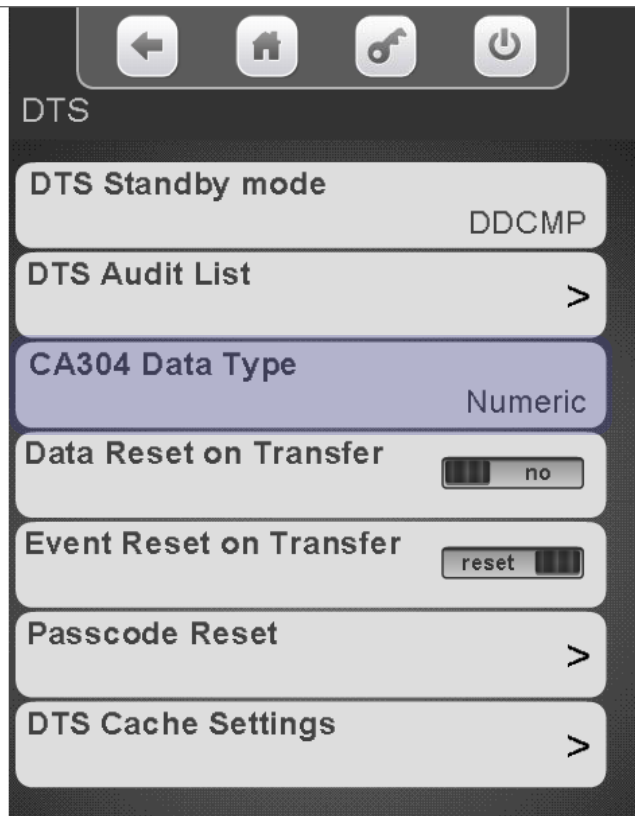 DTS
DTS Standby mode
DDCMP
DTS Audit List
>
CA304 Data Type
Numeric
Data Reset on Transfer
no
Event Reset on Transfer
reset
Passcode Reset
>
DTS Cache Settings
>